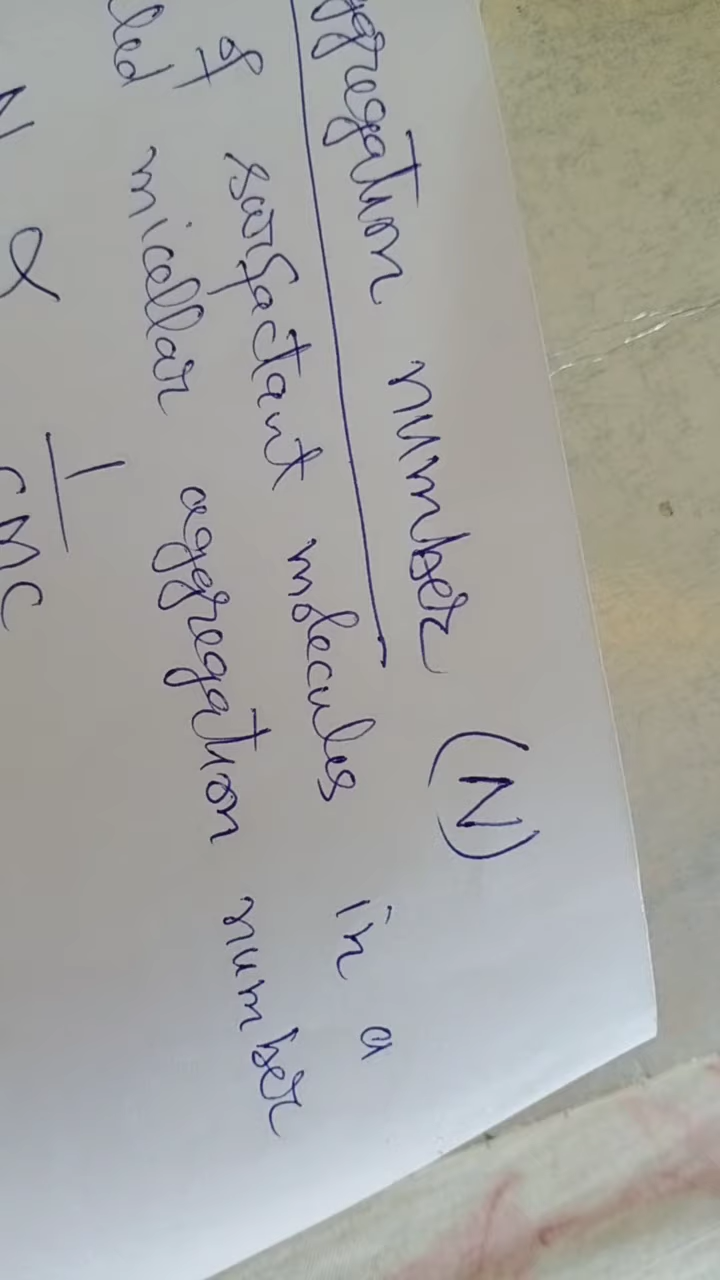 ggregation number (N)
of surfactant molecules in a
lled micellar aggregation number
N α 1/CMC